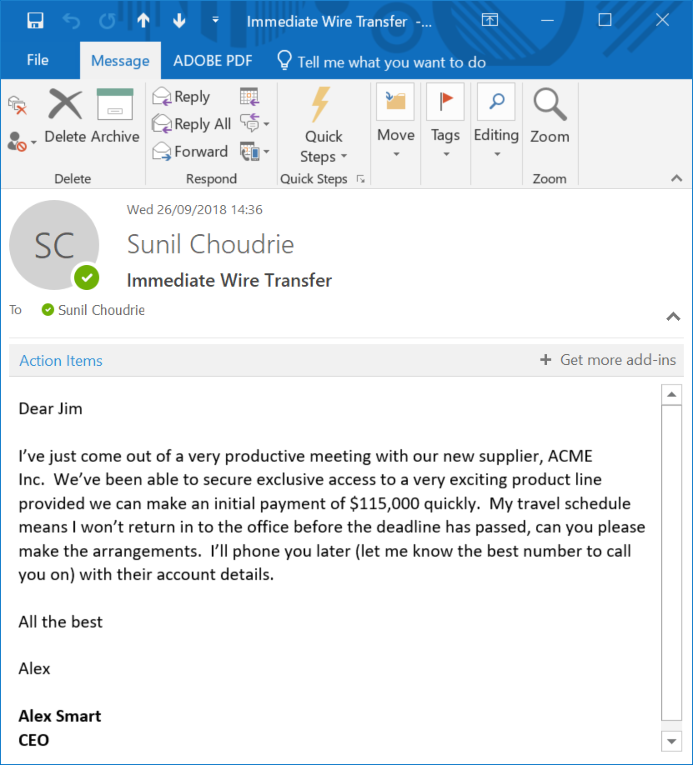 Immediate Wire Transfer -...
File Message ADOBE PDF Tell me what you want to do
Delete Archive
Reply
Reply All
Forward
Quick Steps
Move
Tags
Editing
Zoom
Delete Respond Quick Steps Zoom
Wed 26/09/2018 14:36
SC
Sunil Choudrie
Immediate Wire Transfer
To Sunil Choudrie
Action Items + Get more add-ins
Dear Jim
I’ve just come out of a very productive meeting with our new supplier, ACME
Inc. We’ve been able to secure exclusive access to a very exciting product line
provided we can make an initial payment of $115,000 quickly. My travel schedule
means I won’t return in to the office before the deadline has passed, can you please
make the arrangements. I’ll phone you later (let me know the best number to call
you on) with their account details.
All the best
Alex
Alex Smart
CEO